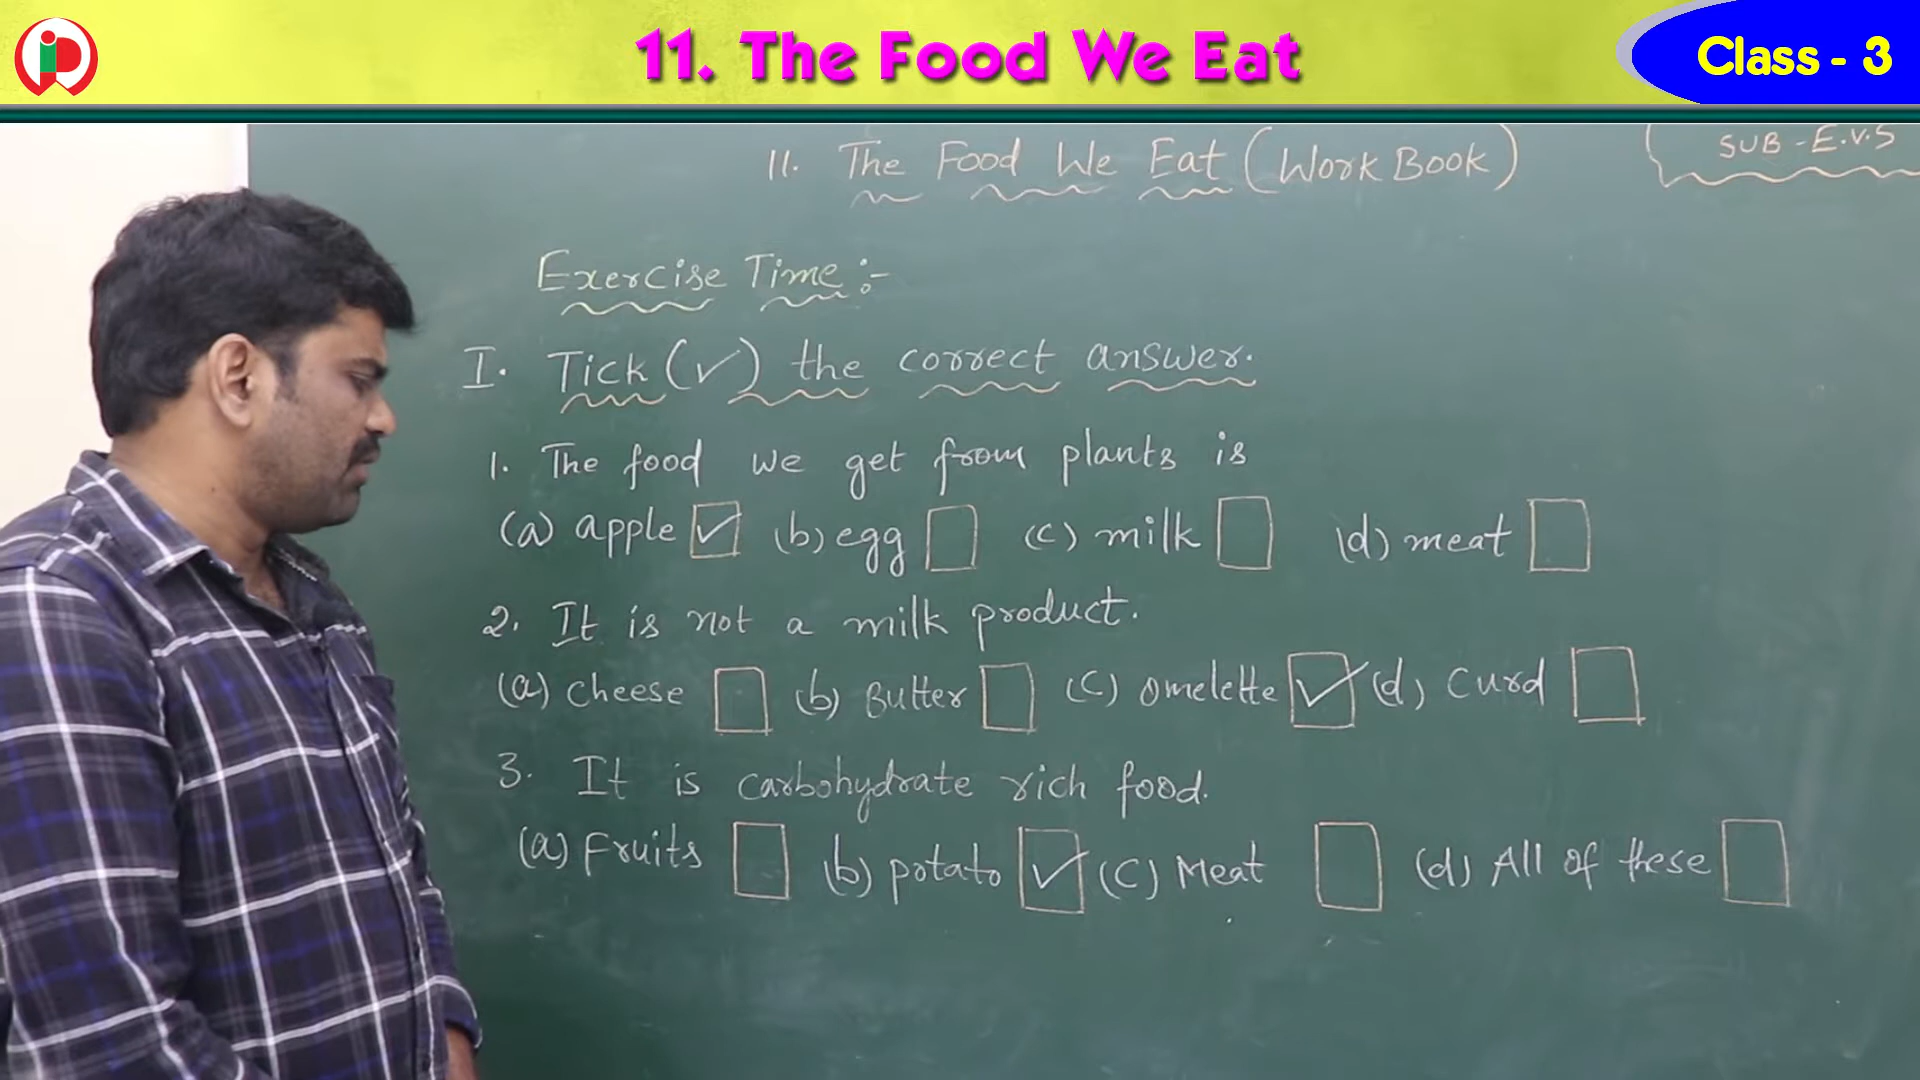 11. The Food We Eat
Class - 3
11. The Food We Eat (Work Book)
SUB - E.V.S
Exercise Time :-
I. Tick (✓) the correct answer.
1. The food we get from plants is
(a) apple ✓ (b) egg (c) milk (d) meat
2. It is not a milk product.
(a) cheese (b) Butter (c) omelette ✓ (d) curd
3. It is carbohydrate rich food.
(a) Fruits (b) potato ✓ (c) Meat (d) All of these